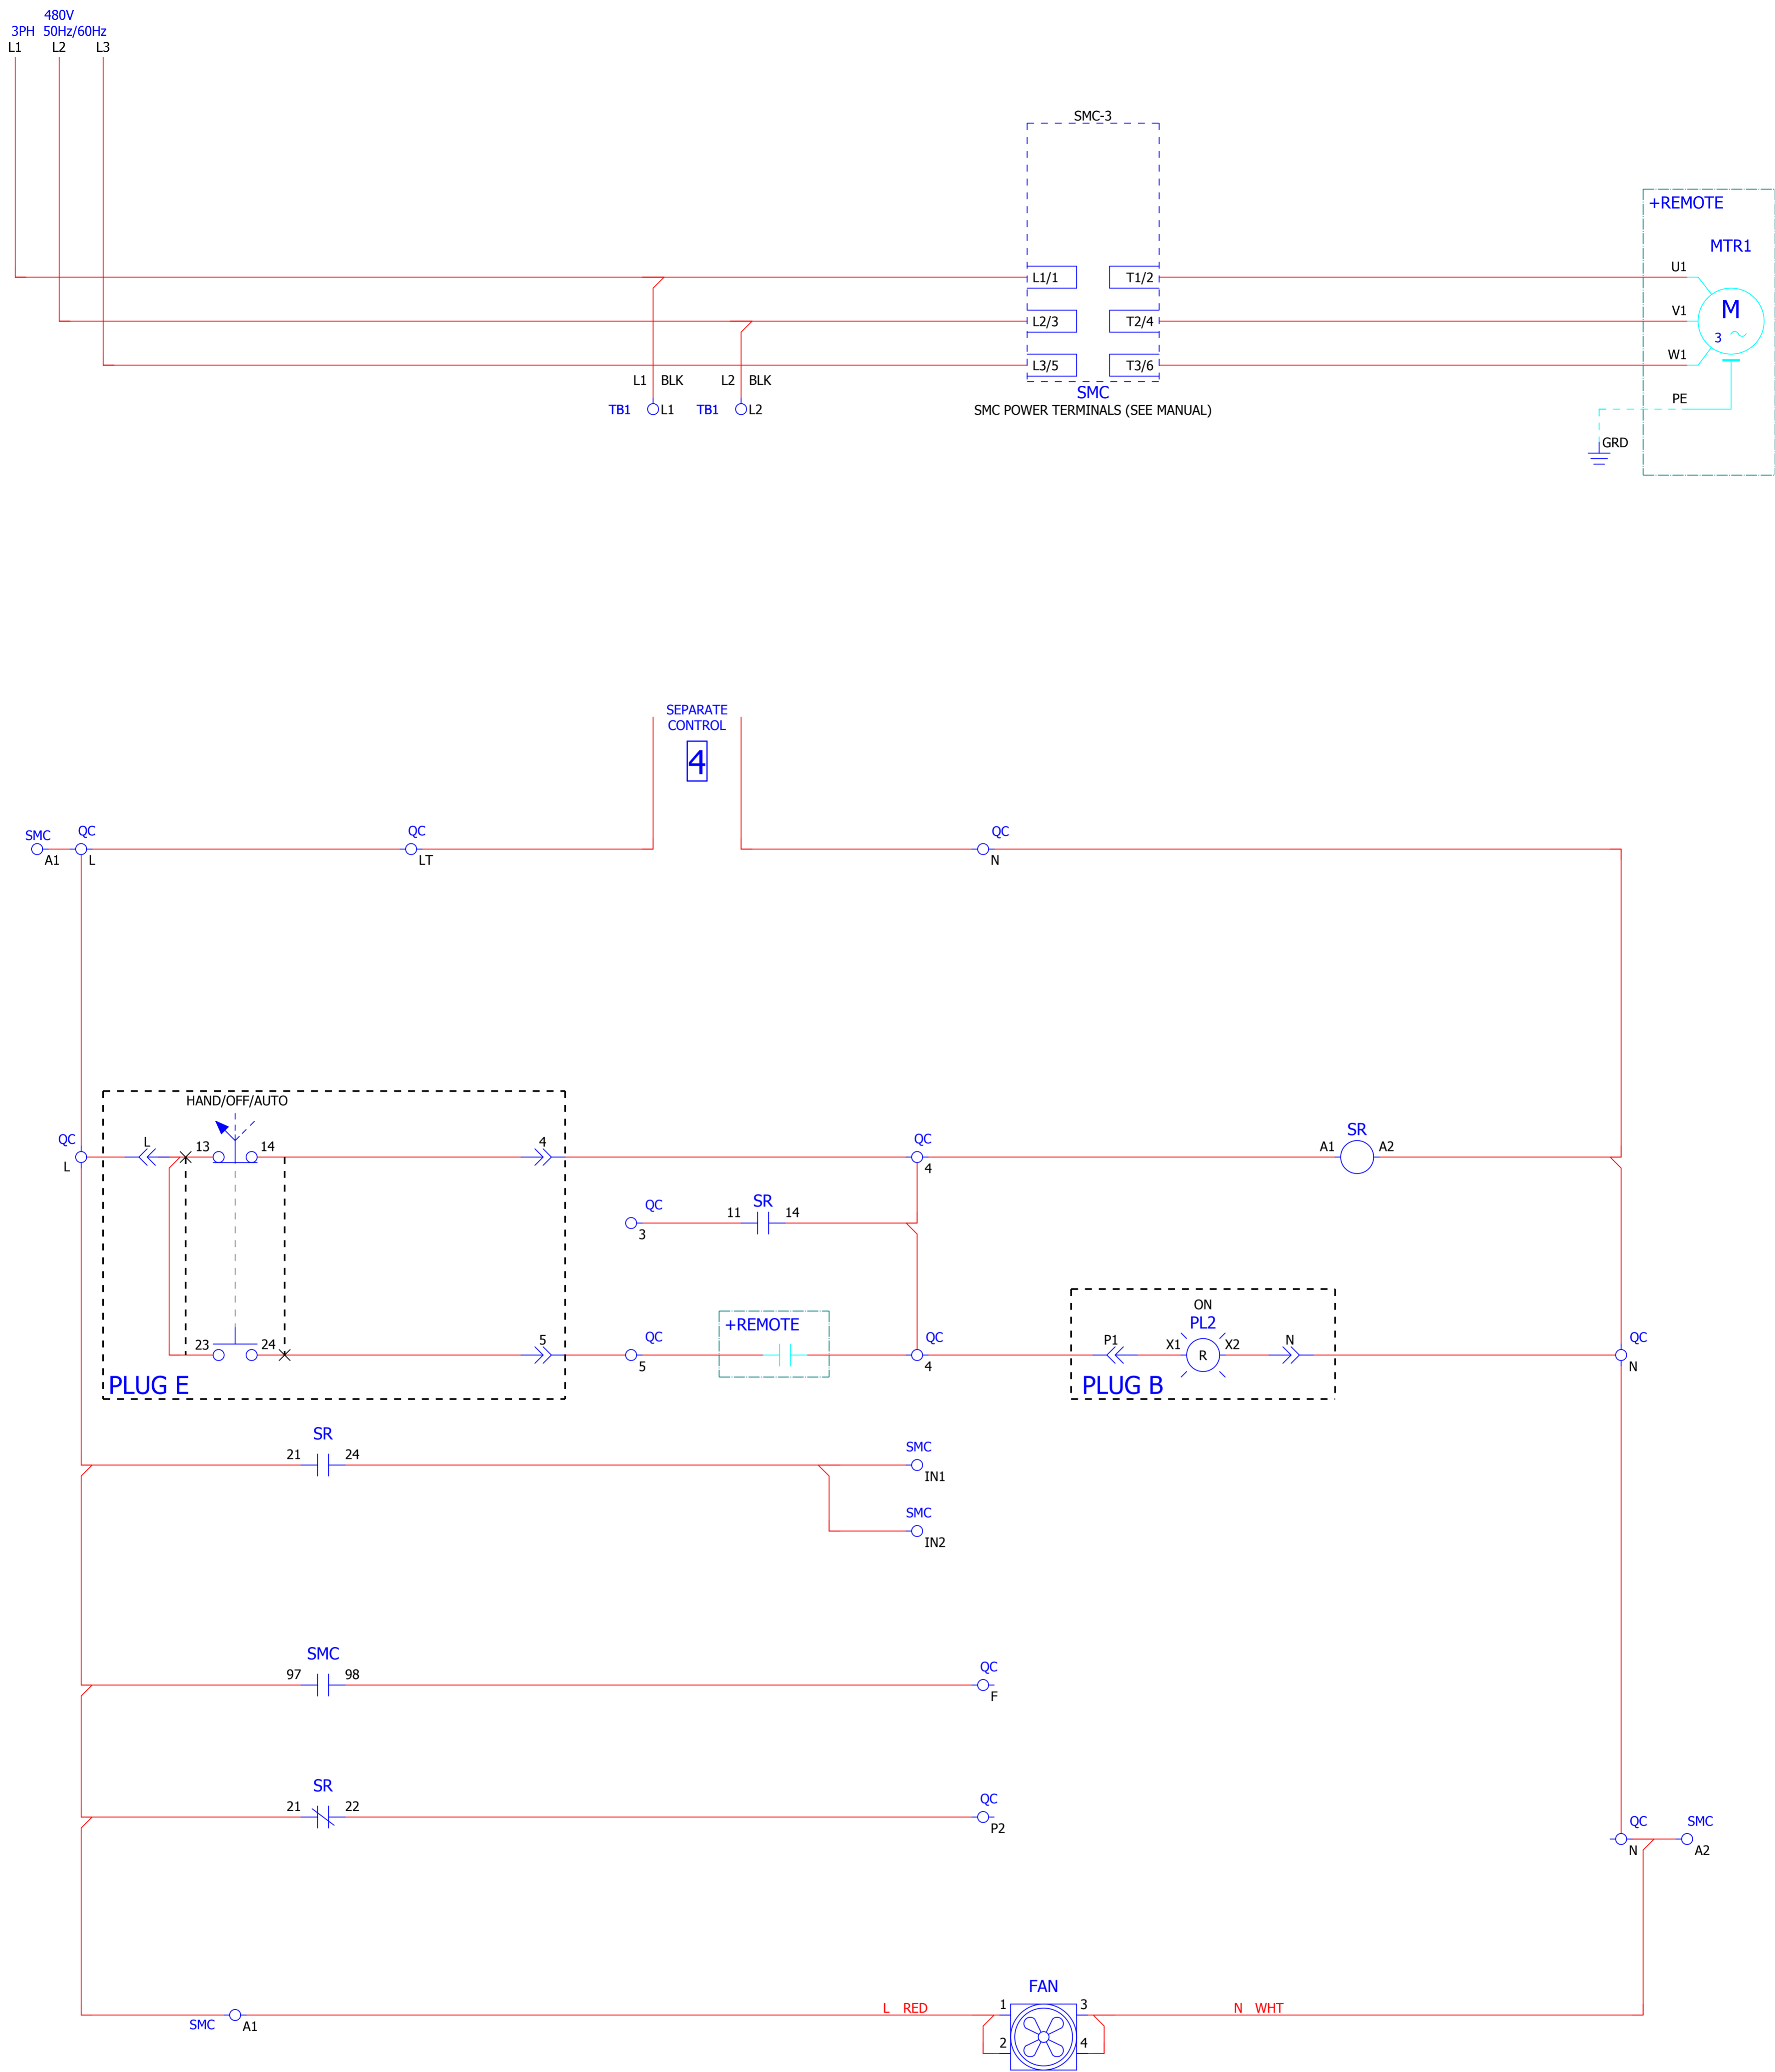 480V
3PH 50Hz/60Hz
L1 L2 L3
SMC-3
+REMOTE
MTR1
L1/1 T1/2 U1
L2/3 T2/4 V1 M
3
L3/5 T3/6 W1
L1 BLK L2 BLK
SMC PE
TB1 L1 TB1 L2
SMC POWER TERMINALS (SEE MANUAL)
GRD
SEPARATE
CONTROL
4
SMC QC QC QC
A1 L LT N
HAND/OFF/AUTO
QC L 13 14 4 QC SR
A1 A2
L 4
QC SR
11 14
3
ON
+REMOTE PL2
23 24 5 QC QC P1 X1 R X2 N QC
5 4 N
PLUG E PLUG B
SR SMC
21 24
IN1
SMC
IN2
SMC QC
97 98
F
SR QC
21 22
P2
QC SMC
N A2
FAN
L RED 1 3 N WHT
SMC A1
2 4